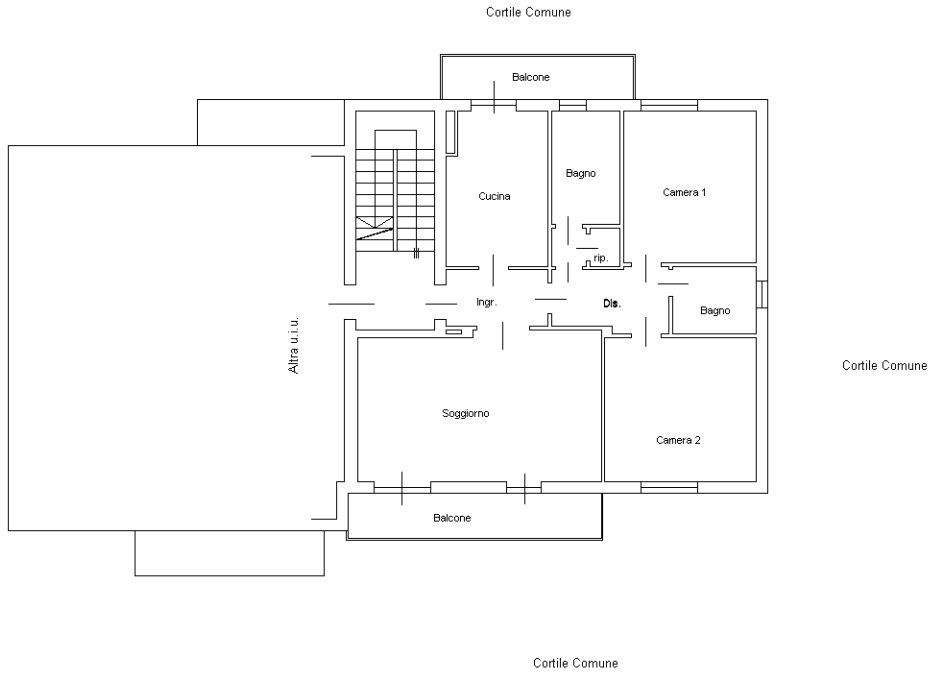 Cortile Comune
Balcone
Bagno
Camera 1
Cucina
rip.
Ingr.
Dis.
Bagno
Altra u.i.u.
Cortile Comune
Soggiorno
Camera 2
Balcone
Cortile Comune